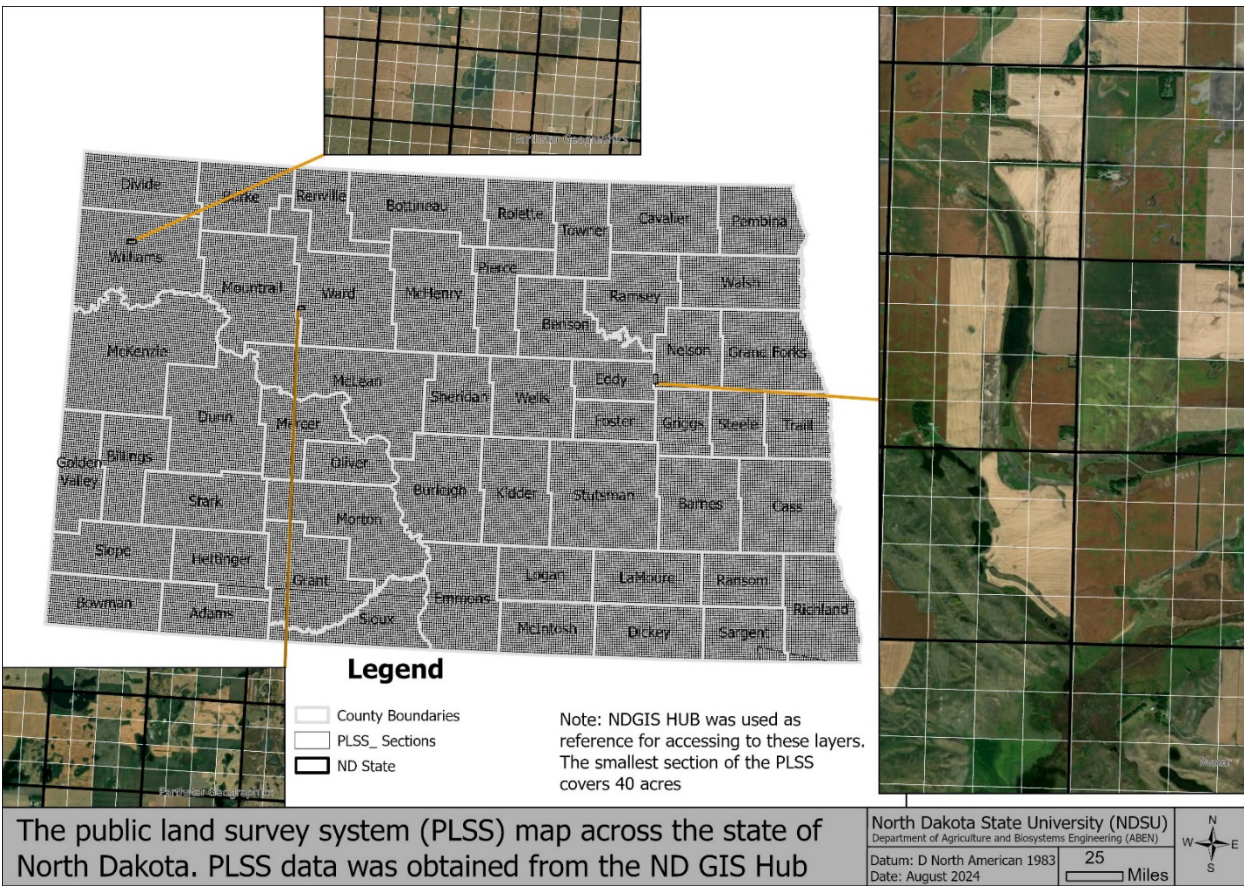 Earthstar Geographics
Divide
Burke
Renville
Bottineau
Rolette
Towner
Cavalier
Pembina
Williams
Mountrail
Ward
McHenry
Pierce
Benson
Ramsey
Walsh
McKenzie
McLean
Sheridan
Wells
Eddy
Nelson
Grand Forks
Dunn
Mercer
Oliver
Foster
Griggs
Steele
Traill
Golden
Valley
Billings
Stark
Morton
Burleigh
Kidder
Stutsman
Barnes
Cass
Slope
Hettinger
Grant
Emmons
Logan
LaMoure
Ransom
Richland
Bowman
Adams
Sioux
McIntosh
Dickey
Sargent
Maxar
Earthstar Geographics
Legend
County Boundaries
PLSS_ Sections
ND State
Note: NDGIS HUB was used as
reference for accessing to these layers.
The smallest section of the PLSS
covers 40 acres
The public land survey system (PLSS) map across the state of
North Dakota. PLSS data was obtained from the ND GIS Hub
North Dakota State University (NDSU)
Department of Agriculture and Biosystems Engineering (ABEN)
Datum: D North American 1983
Date: August 2024
25
Miles
N
W E
S